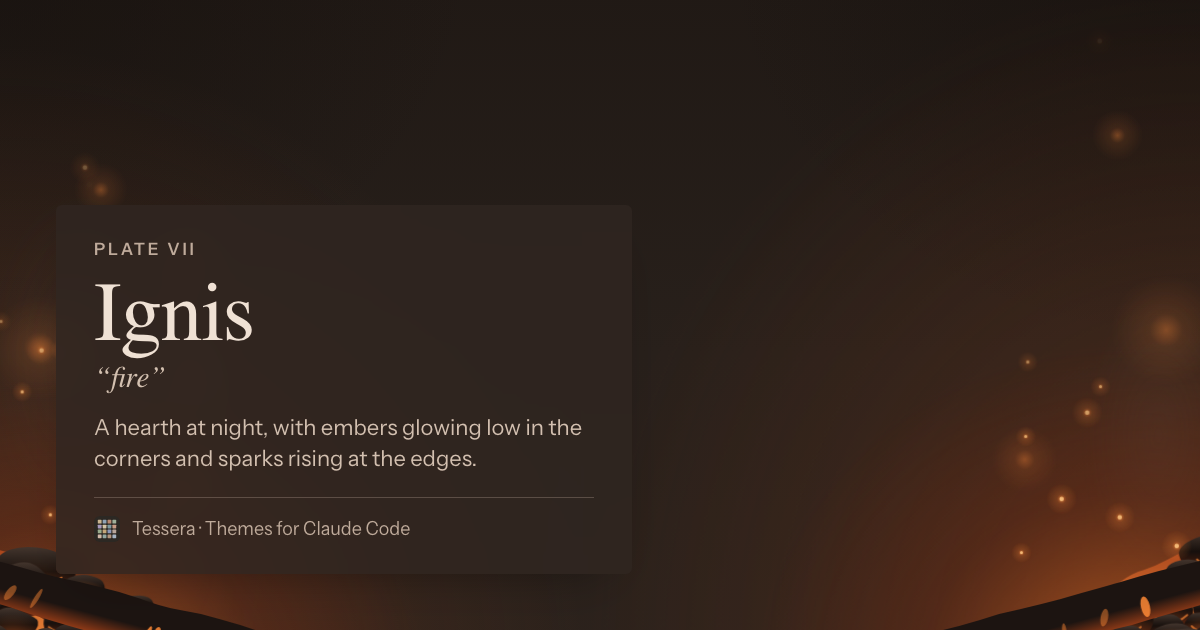 PLATE VII
Ignis
“fire”
A hearth at night, with embers glowing low in the
corners and sparks rising at the edges.
Tessera · Themes for Claude Code